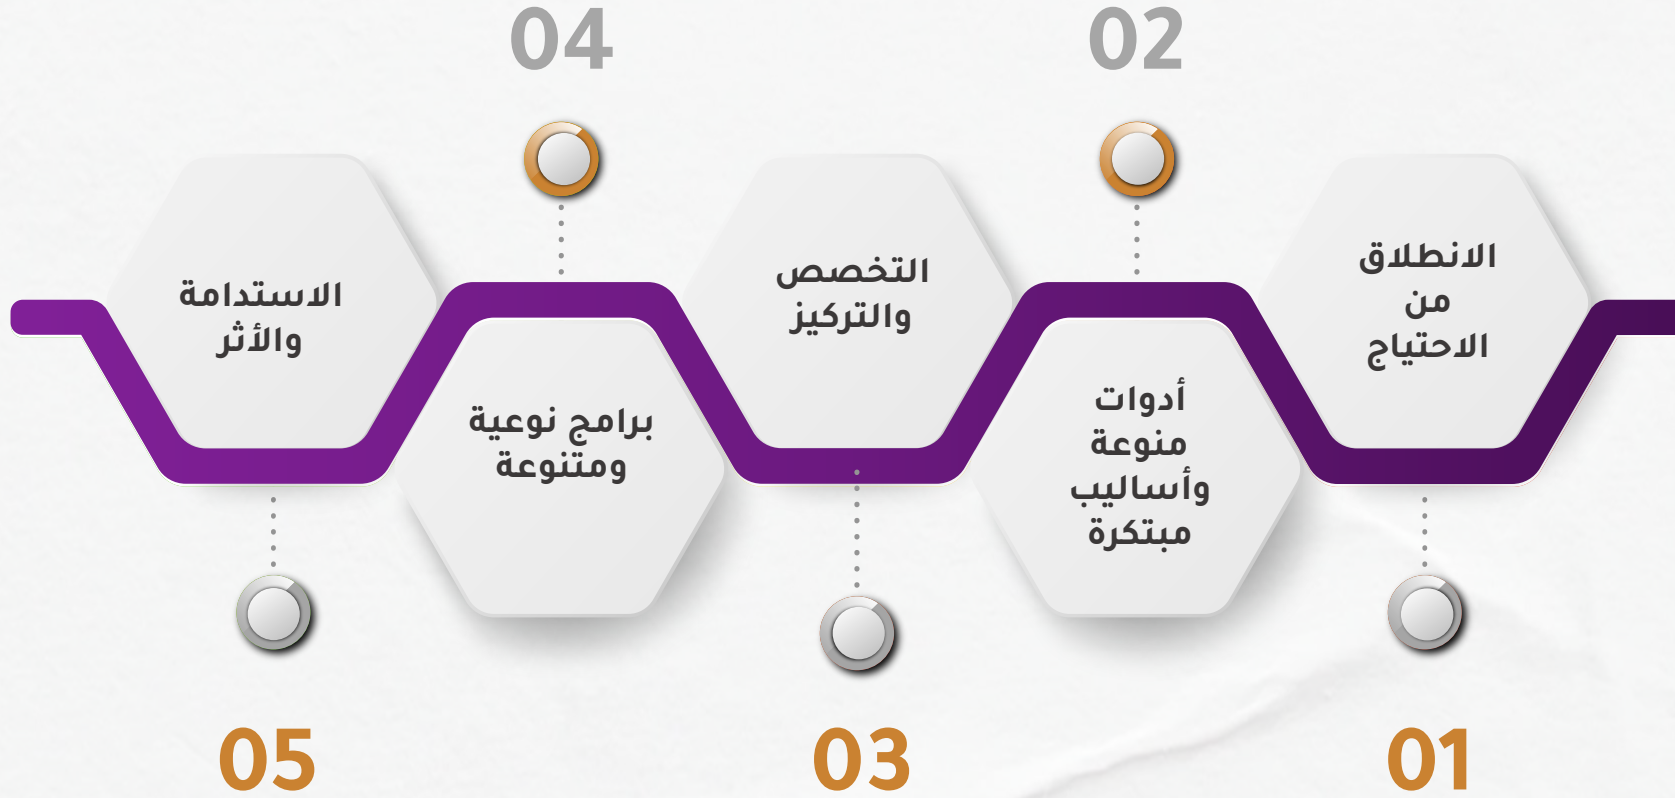 01
الانطلاق
من
الاحتياج
02
أدوات
منوعة
وأساليب
مبتكرة
03
التخصص
والتركيز
04
برامج نوعية
ومتنوعة
05
الاستدامة
والأثر